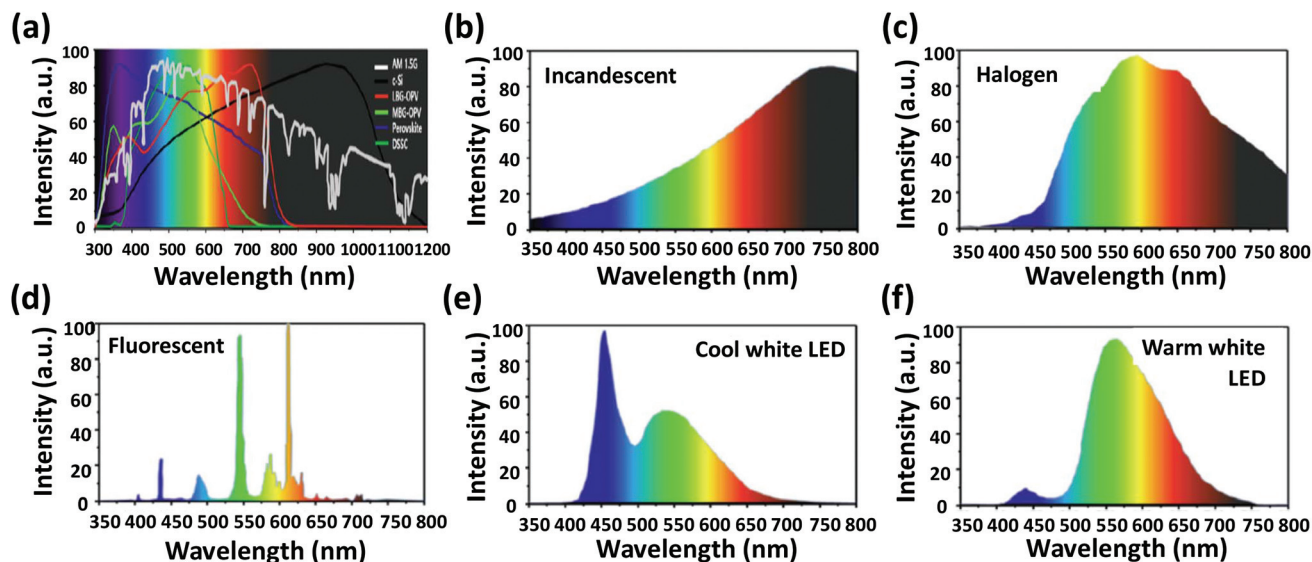 (a)
Intensity (a.u.)
100
80
60
40
20
0
AM 1.5G
c-Si
LBG-OPV
MBG-OPV
Perovskite
DSSC
300 400 500 600 700 800 900 1000 1100 1200
Wavelength (nm)
(b)
Intensity (a.u.)
100
80
60
40
20
0
Incandescent
350 400 450 500 550 600 650 700 750 800
Wavelength (nm)
(c)
Intensity (a.u.)
100
80
60
40
20
0
Halogen
350 400 450 500 550 600 650 700 750 800
Wavelength (nm)
(d)
Intensity (a.u.)
100
80
60
40
20
0
Fluorescent
350 400 450 500 550 600 650 700 750 800
Wavelength (nm)
(e)
Intensity (a.u.)
100
80
60
40
20
0
Cool white LED
350 400 450 500 550 600 650 700 750 800
Wavelength (nm)
(f)
Intensity (a.u.)
100
80
60
40
20
0
Warm white
LED
350 400 450 500 550 600 650 700 750 800
Wavelength (nm)